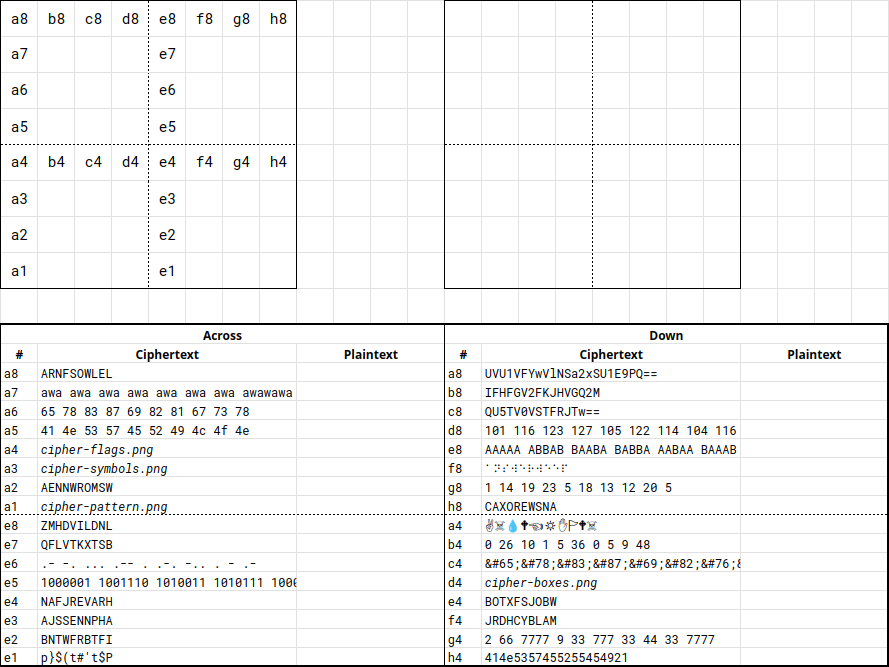 a8 b8 c8 d8 e8 f8 g8 h8
a7 e7
a6 e6
a5 e5
a4 b4 c4 d4 e4 f4 g4 h4
a3 e3
a2 e2
a1 e1
Across Down
# Ciphertext Plaintext # Ciphertext Plaintext
a8 ARNFSOWLEL a8 UVU1VFYwVlNSa2xSU1E9PQ==
a7 awa awa awa awa awa awa awa awawawa b8 IFHFGV2FKJHVGQ2M
a6 65 78 83 87 69 82 81 67 73 78 c8 QU5TV0VSTFRJTw==
a5 41 4e 53 57 45 52 49 4c 4f 4e d8 101 116 123 127 105 122 114 104 116
a4 cipher-flags.png e8 AAAAA ABBAB BAABA BABBA AABAA BAAAB
a3 cipher-symbols.png f8
a2 AENNWROMSW g8 1 14 19 23 5 18 13 12 20 5
a1 cipher-pattern.png h8 CAXOREWSNA
e8 ZMHDVILDNL a4 ✌☠💧🕈☜☼✋⚐🕈☠
e7 QFLVTKXTSB b4 0 26 10 1 5 36 0 5 9 48
e6 .- -. ... .-- . .-. -.. . c4 &#65;&#78;&#83;&#87;&#69;&#82;&#76;&
e5 1000001 1001110 1010011 1010111 1000 d4 cipher-boxes.png
e4 NAFJREVARH e4 BOTXFSJOBW
e3 AJSSENNPHA f4 JRDHCYBLAM
e2 BNTWFRBTFI g4 2 66 7777 9 33 777 33 44 33 7777
e1 p}$(t#'t$P h4 414e5357455255454921